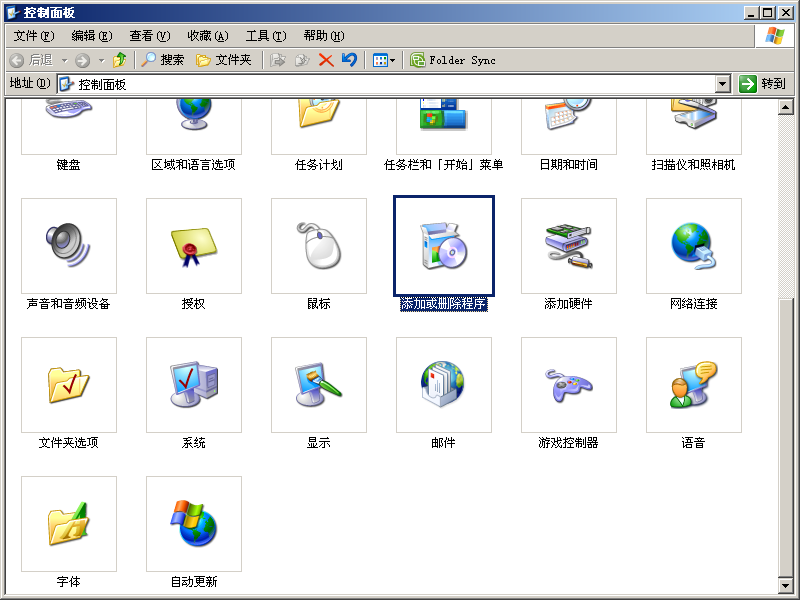 控制面板
文件(F) 编辑(E) 查看(V) 收藏(A) 工具(T) 帮助(H)
后退 搜索 文件夹 Folder Sync
地址(D) 控制面板 转到
键盘 区域和语言选项 任务计划 任务栏和「开始」菜单 日期和时间 扫描仪和照相机
声音和音频设备 授权 鼠标 添加或删除程序 添加硬件 网络连接
文件夹选项 系统 显示 邮件 游戏控制器 语音
字体 自动更新